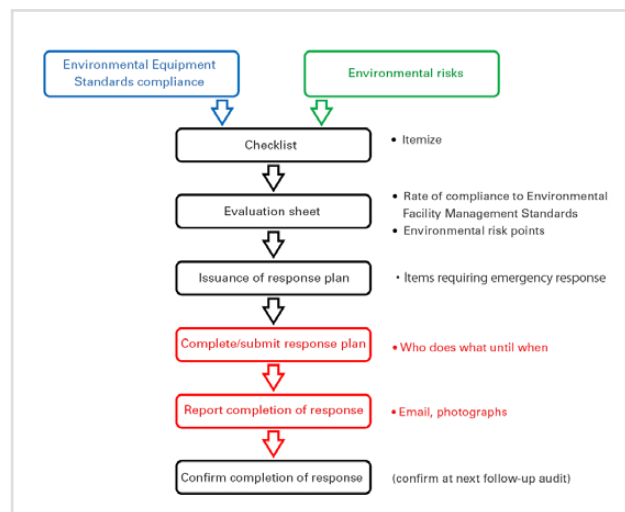 Environmental Equipment
Standards compliance
Environmental risks
Checklist
• Itemize
Evaluation sheet
• Rate of compliance to Environmental
Facility Management Standards
• Environmental risk points
Issuance of response plan
• Items requiring emergency response
Complete/submit response plan
• Who does what until when
Report completion of response
• Email, photographs
Confirm completion of response
(confirm at next follow-up audit)